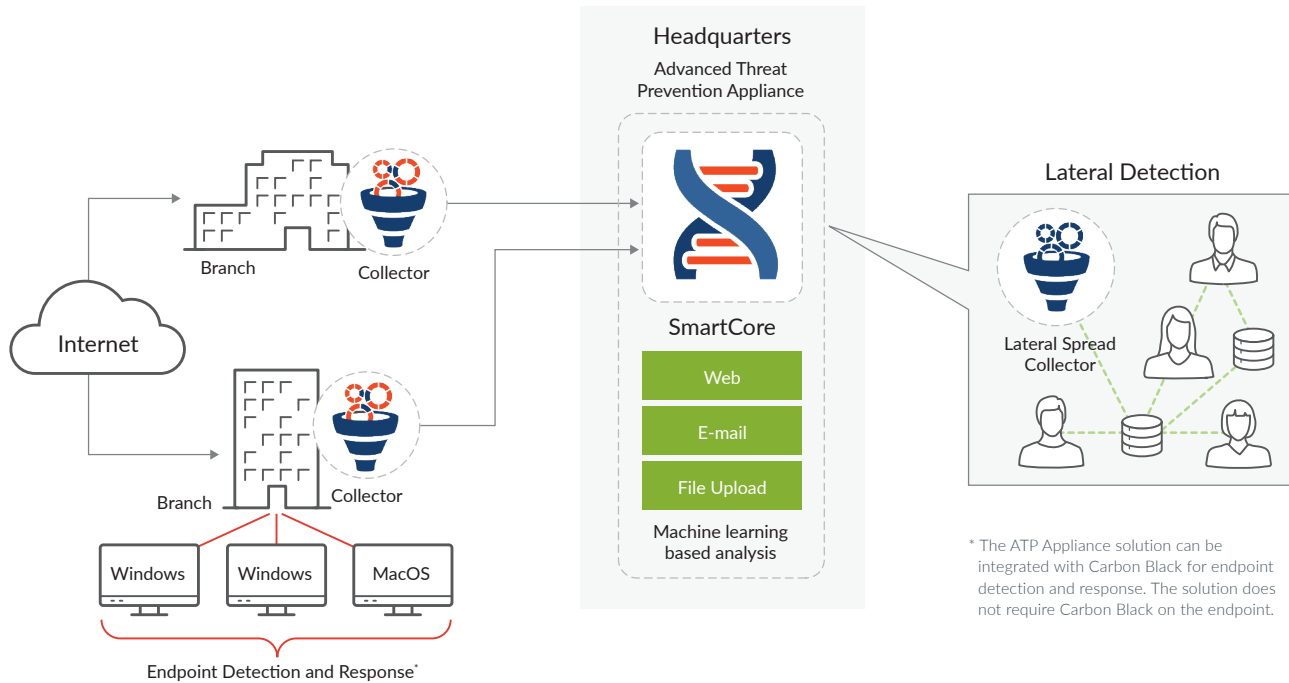 Headquarters
Advanced Threat
Prevention Appliance
Lateral Detection
Branch
Collector
Internet
SmartCore
Web
E-mail
File Upload
Machine learning
based analysis
Lateral Spread
Collector
Branch
Collector
Windows
Windows
MacOS
Endpoint Detection and Response*
* The ATP Appliance solution can be
integrated with Carbon Black for endpoint
detection and response. The solution does
not require Carbon Black on the endpoint.